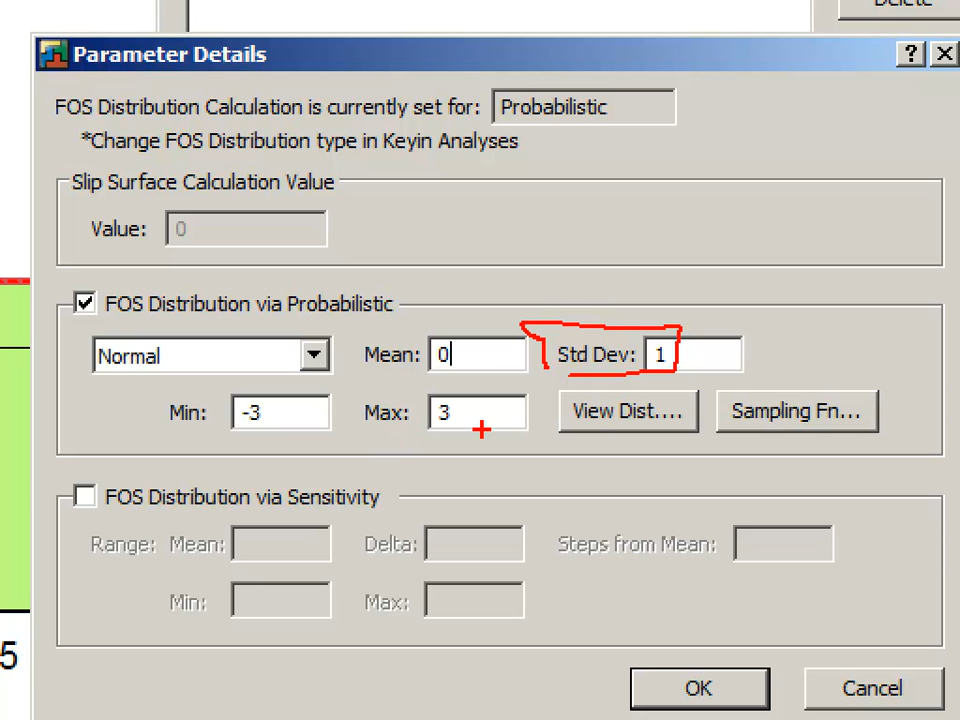 Delete
Parameter Details ? X
FOS Distribution Calculation is currently set for: Probabilistic
*Change FOS Distribution type in Keyin Analyses
Slip Surface Calculation Value
Value: 0
FOS Distribution via Probabilistic
Normal Mean: 0 Std Dev: 1
Min: -3 Max: 3 View Dist.... Sampling Fn...
FOS Distribution via Sensitivity
Range: Mean: Delta: Steps from Mean:
Min: Max:
5
OK Cancel